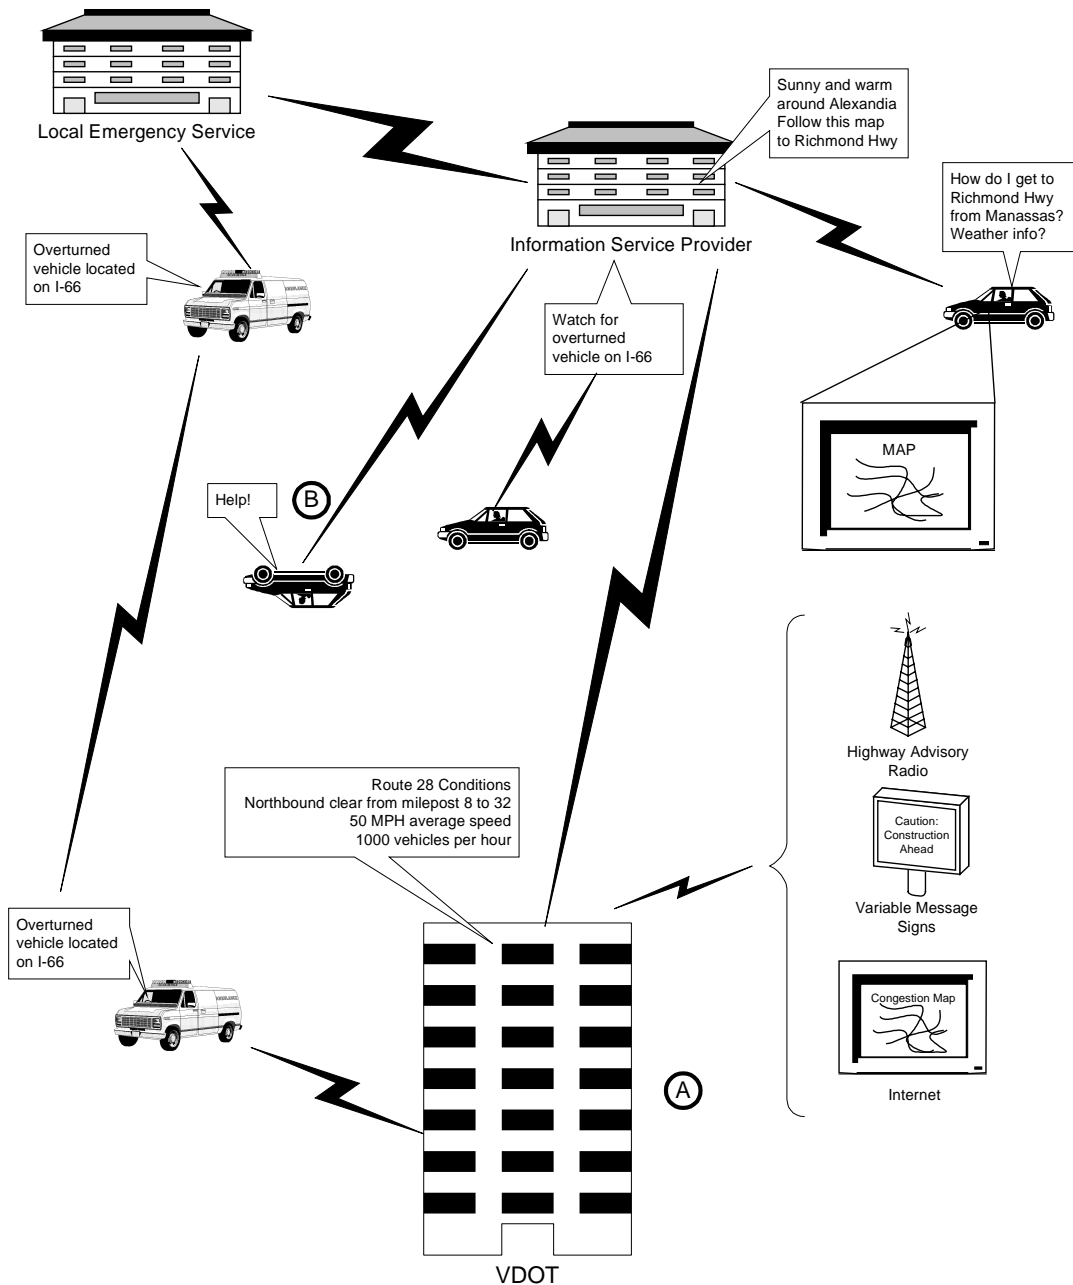 Local Emergency Service
Sunny and warm
around Alexandia
Follow this map
to Richmond Hwy
How do I get to
Richmond Hwy
from Manassas?
Weather info?
Information Service Provider
Overturned
vehicle located
on I-66
AMBULANCE
Watch for
overturned
vehicle on I-66
MAP
Help!
B
Highway Advisory
Radio
Route 28 Conditions
Northbound clear from milepost 8 to 32
50 MPH average speed
1000 vehicles per hour
Caution:
Construction
Ahead
Variable Message
Signs
Overturned
vehicle located
on I-66
AMBULANCE
Congestion Map
Internet
A
VDOT